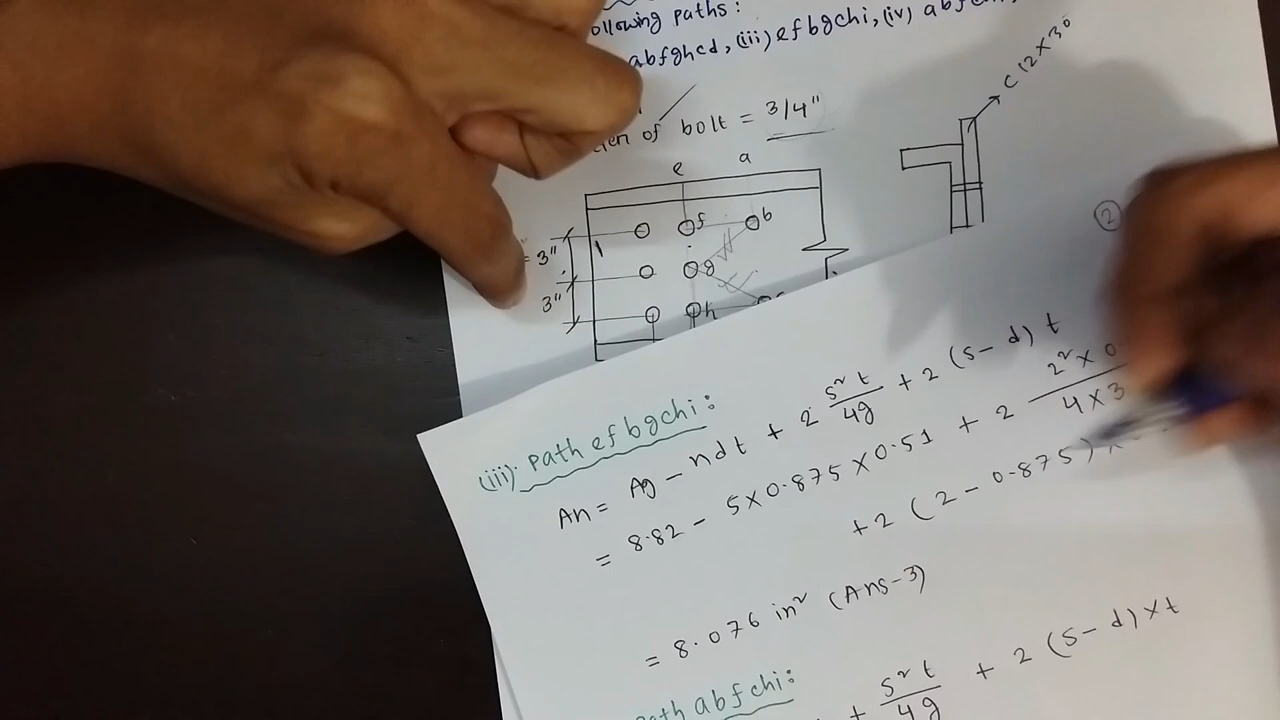 ollowing paths:
abfghcd, (iii) efbgchi, (iv)
of bolt = 3/4"
C 12 X 30
e a
f b
3"
g
3"
h
2
(iii). Path efbgchi:
An = Ag - ndt + 2 s²t/4g + 2 (s-d) t
= 8.82 - 5 X 0.875 X 0.51 + 2 2² X 0. / 4 X 3
+ 2 (2 - 0.875) X
= 8.076 in² (Ans-3)
ath abfchi:
+ s²t/4g + 2 (s-d) X t